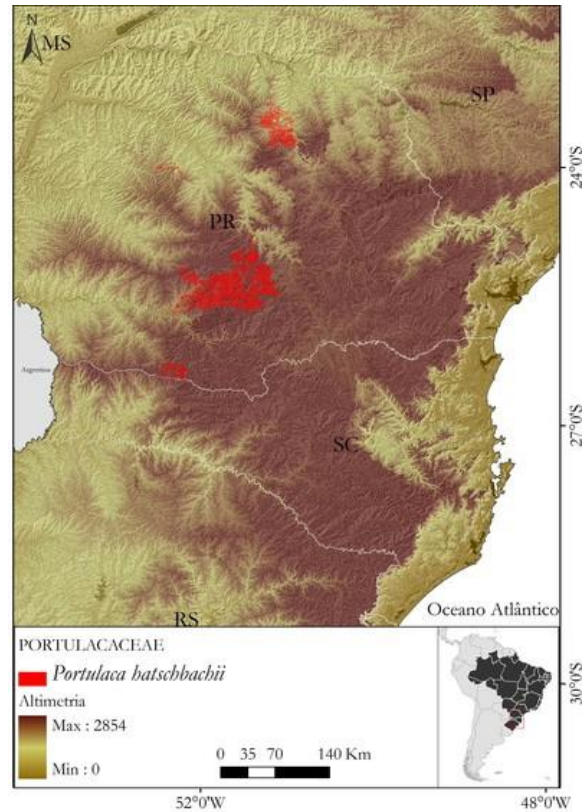 N
MS
SP
24°0'S
PR
Argentina
27°0'S
SC
Oceano Atlântico
RS
PORTULACACEAE
Portulaca hatschbachii
Altimetria
Max : 2854
Min : 0
0 35 70 140 Km
30°0'S
52°0'W 48°0'W